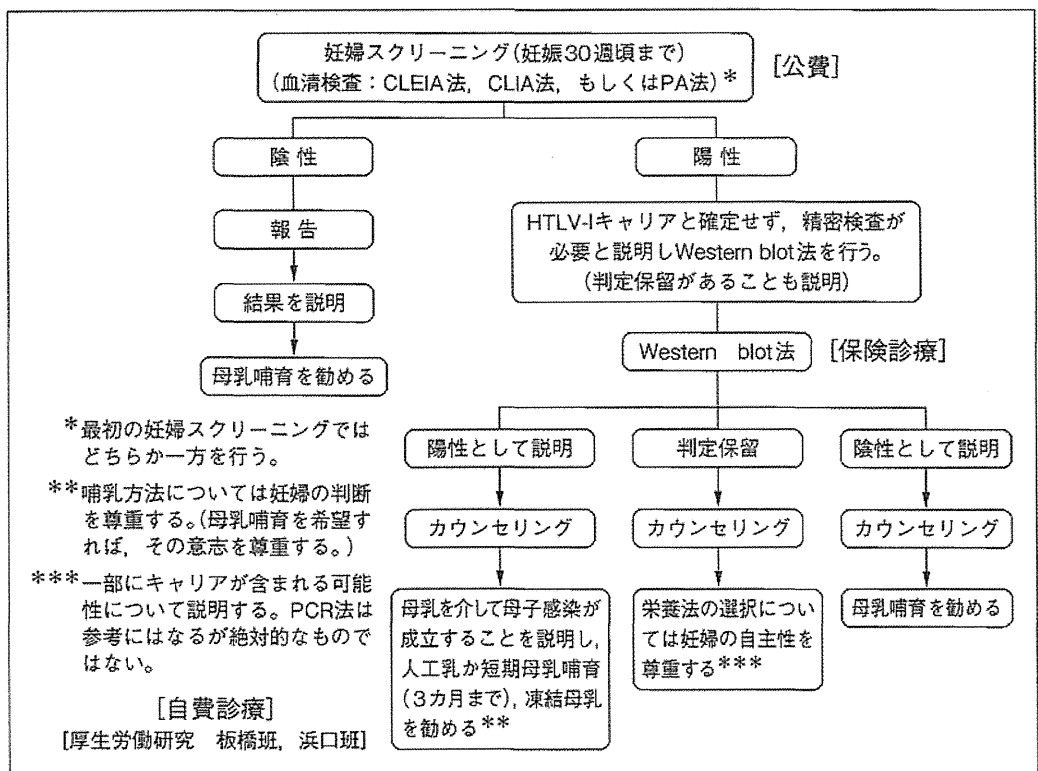 妊婦スクリーニング(妊娠30週頃まで)
(血清検査：CLEIA法，CLIA法，もしくはPA法)*
[公費]
陰性
陽性
報告
結果を説明
母乳哺育を勧める
HTLV-Iキャリアと確定せず，精密検査が
必要と説明しWestern blot法を行う。
(判定保留があることも説明)
Western blot法
[保険診療]
陽性として説明
判定保留
陰性として説明
カウンセリング
カウンセリング
カウンセリング
母乳を介して母子感染が
成立することを説明し，
人工乳か短期母乳哺育
(3カ月まで)，凍結母乳
を勧める**
栄養法の選択につい
ては妊婦の自主性を
尊重する***
母乳哺育を勧める
*最初の妊婦スクリーニングでは
どちらか一方を行う。
**哺乳方法については妊婦の判断
を尊重する。(母乳哺育を希望す
れば，その意志を尊重する。)
***一部にキャリアが含まれる可能
性について説明する。PCR法は
参考にはなるが絶対的なもので
はない。
[自費診療]
[厚生労働研究 板橋班，浜口班]